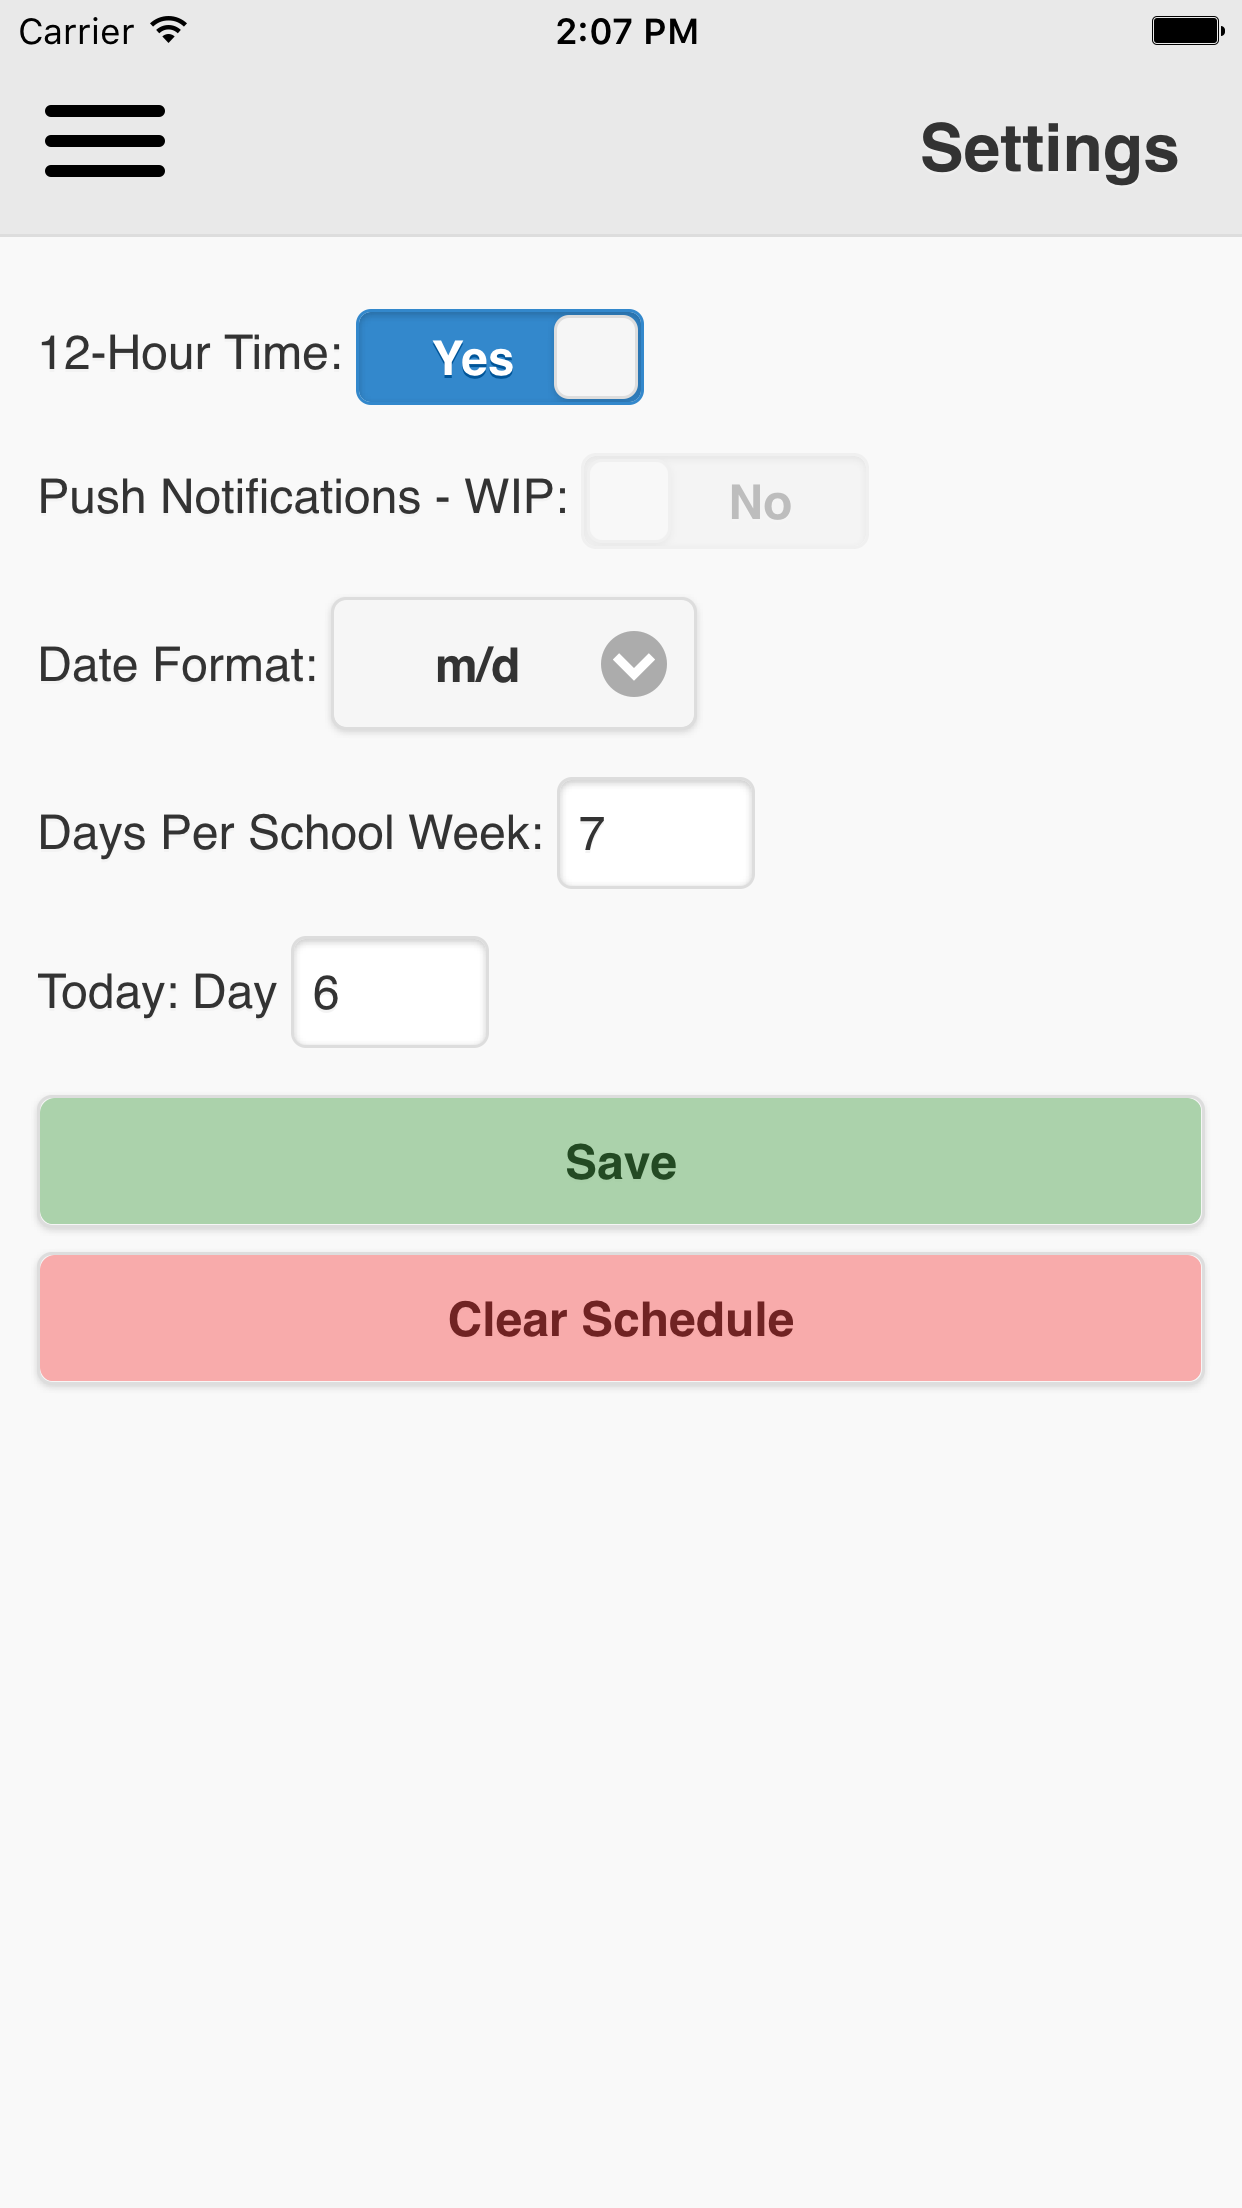 Carrier 2:07 PM
Settings
12-Hour Time: Yes
Push Notifications - WIP: No
Date Format: m/d
Days Per School Week: 7
Today: Day 6
Save
Clear Schedule